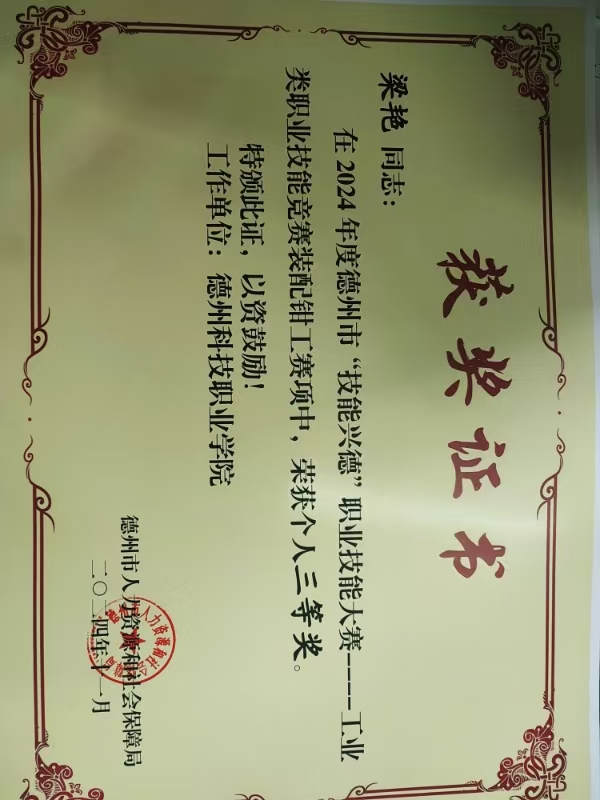 获奖证书
梁艳 同志：
在2024年度德州市“技能兴德”职业技能大赛----工业
类职业技能竞赛装配钳工赛项中，荣获个人三等奖。
特颁此证，以资鼓励！
工作单位：德州科技职业学院
德州市人力资源和社会保障局
二〇二四年十一月